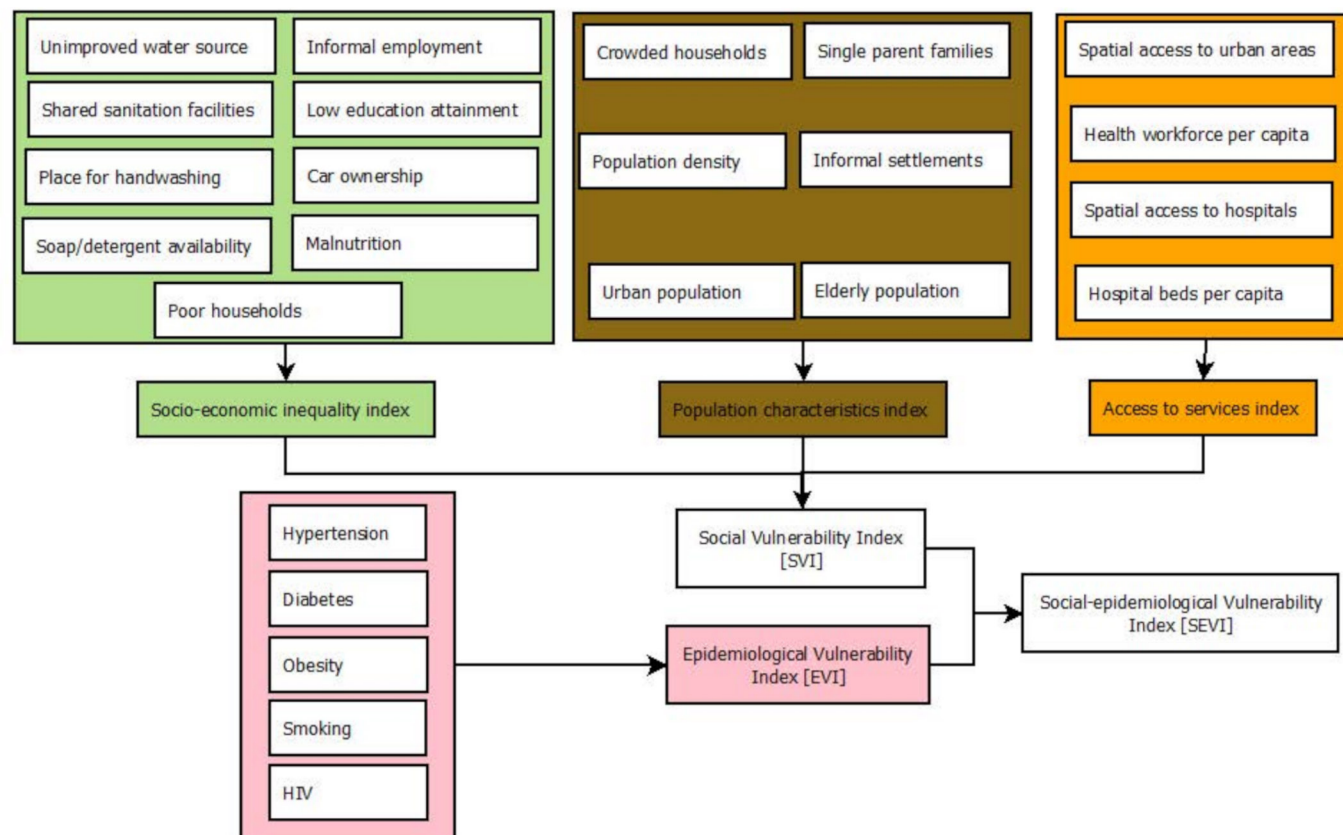 Unimproved water source
Informal employment
Shared sanitation facilities
Low education attainment
Place for handwashing
Car ownership
Soap/detergent availability
Malnutrition
Poor households
Crowded households
Single parent families
Population density
Informal settlements
Urban population
Elderly population
Spatial access to urban areas
Health workforce per capita
Spatial access to hospitals
Hospital beds per capita
Socio-economic inequality index
Population characteristics index
Access to services index
Hypertension
Diabetes
Obesity
Smoking
HIV
Social Vulnerability Index
[SVI]
Epidemiological Vulnerability
Index [EVI]
Social-epidemiological Vulnerability
Index [SEVI]